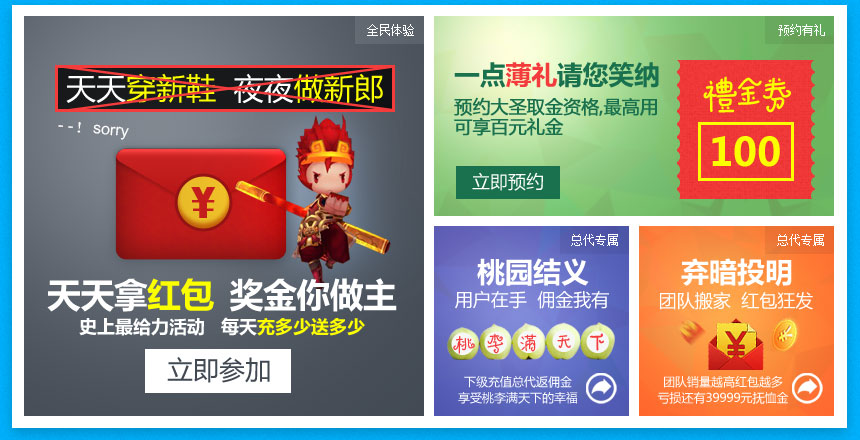 全民体验
天天穿新鞋 夜夜做新郎
--! sorry
¥
天天拿红包 奖金你做主
史上最给力活动 每天充多少送多少
立即参加
预约有礼
一点薄礼请您笑纳
预约大圣取金资格,最高用
可享百元礼金
立即预约
禮金券
100
总代专属
桃园结义
用户在手 佣金我有
桃李满天下
下级充值总代返佣金
享受桃李满天下的幸福
总代专属
弃暗投明
团队搬家 红包狂发
¥
团队销量越高红包越多
亏损还有39999元抚恤金